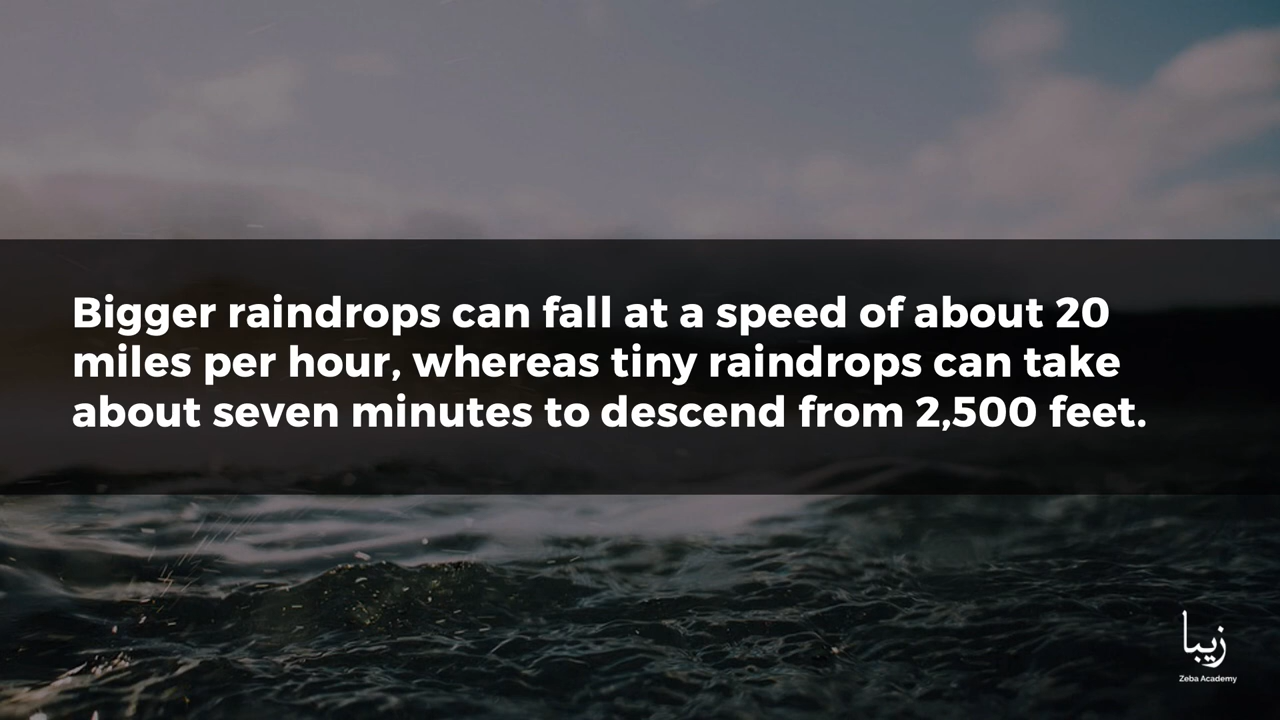 Bigger raindrops can fall at a speed of about 20
miles per hour, whereas tiny raindrops can take
about seven minutes to descend from 2,500 feet.
زیبا
Zeba Academy